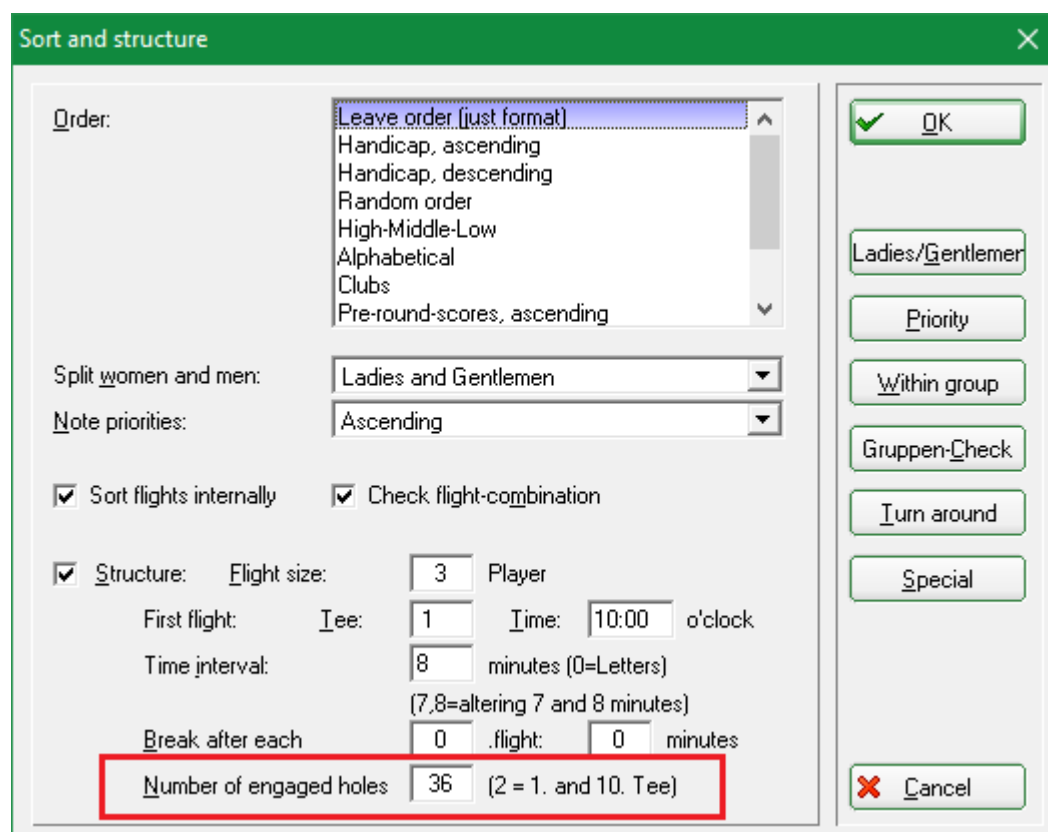 Sort and structure
Order:
Leave order (just format)
Handicap, ascending
Handicap, descending
Random order
High-Middle-Low
Alphabetical
Clubs
Pre-round-scores, ascending
OK
Ladies/Gentlemer
Priority
Within group
Gruppen-Check
Turn around
Special
Cancel
Split women and men: Ladies and Gentlemen
Note priorities: Ascending
Sort flights internally Check flight-combination
Structure: Flight size: 3 Player
First flight: Tee: 1 Time: 10:00 o'clock
Time interval: 8 minutes (0=Letters)
(7,8=altering 7 and 8 minutes)
Break after each 0 .flight: 0 minutes
Number of engaged holes 36 (2 = 1. and 10. Tee)